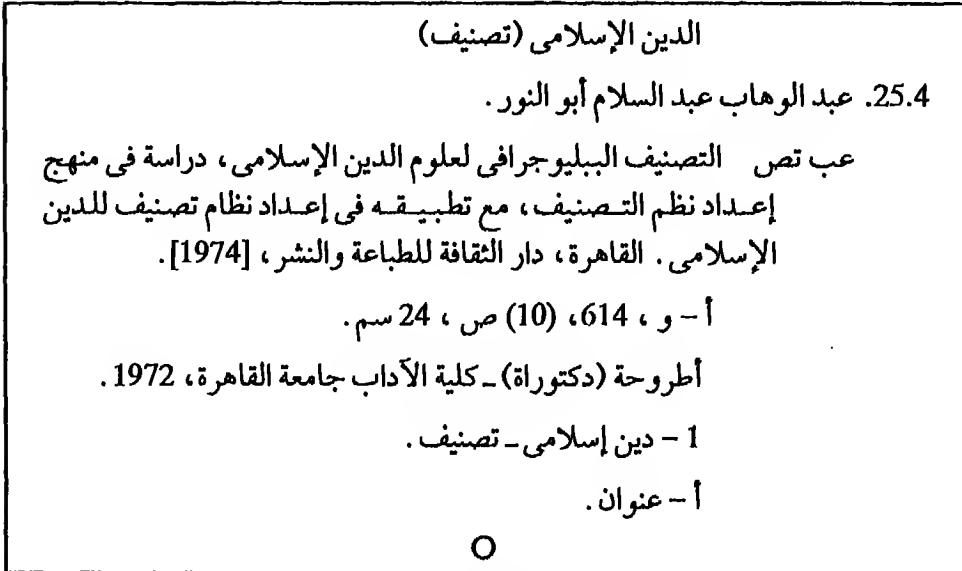 الدين الإسلامى (تصنيف)
25.4. عبد الوهاب عبد السلام أبو النور .
عب تص التصنيف الببليوجرافى لعلوم الدين الإسلامى ، دراسة فى منهج
إعداد نظم التصنيف ، مع تطبيقه فى إعداد نظام تصنيف للدين
الإسلامى . القاهرة ، دار الثقافة للطباعة والنشر ، [1974] .
أ – و ، 614 ، (10) ص ، 24 سم .
أطروحة (دكتوراة) ـ كلية الآداب جامعة القاهرة ، 1972 .
1 – دين إسلامى ـ تصنيف .
أ – عنوان .